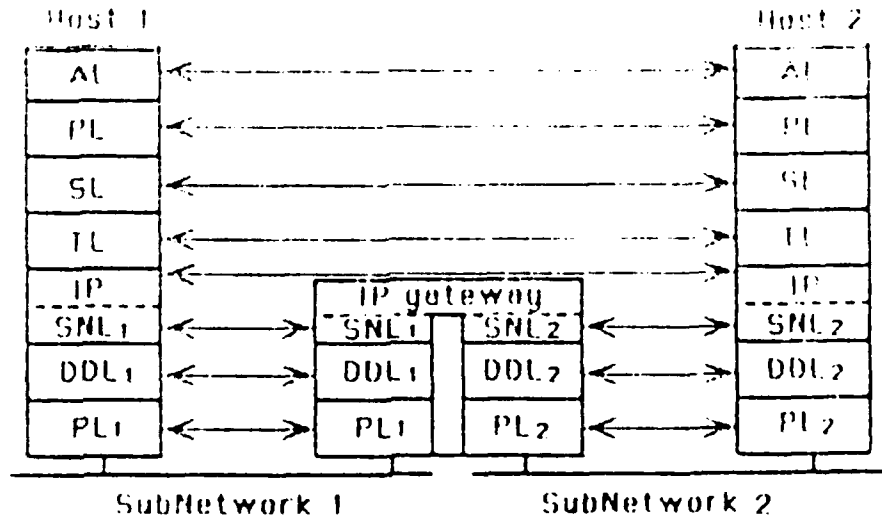 Host 1
Host 2
AL
PL
SL
TL
IP
SNL1
DDL1
PL1
IP gateway
SNL1
SNL2
DDL1
DDL2
PL1
PL2
AL
PL
SL
TL
IP
SNL2
DDL2
PL2
SubNetwork 1
SubNetwork 2